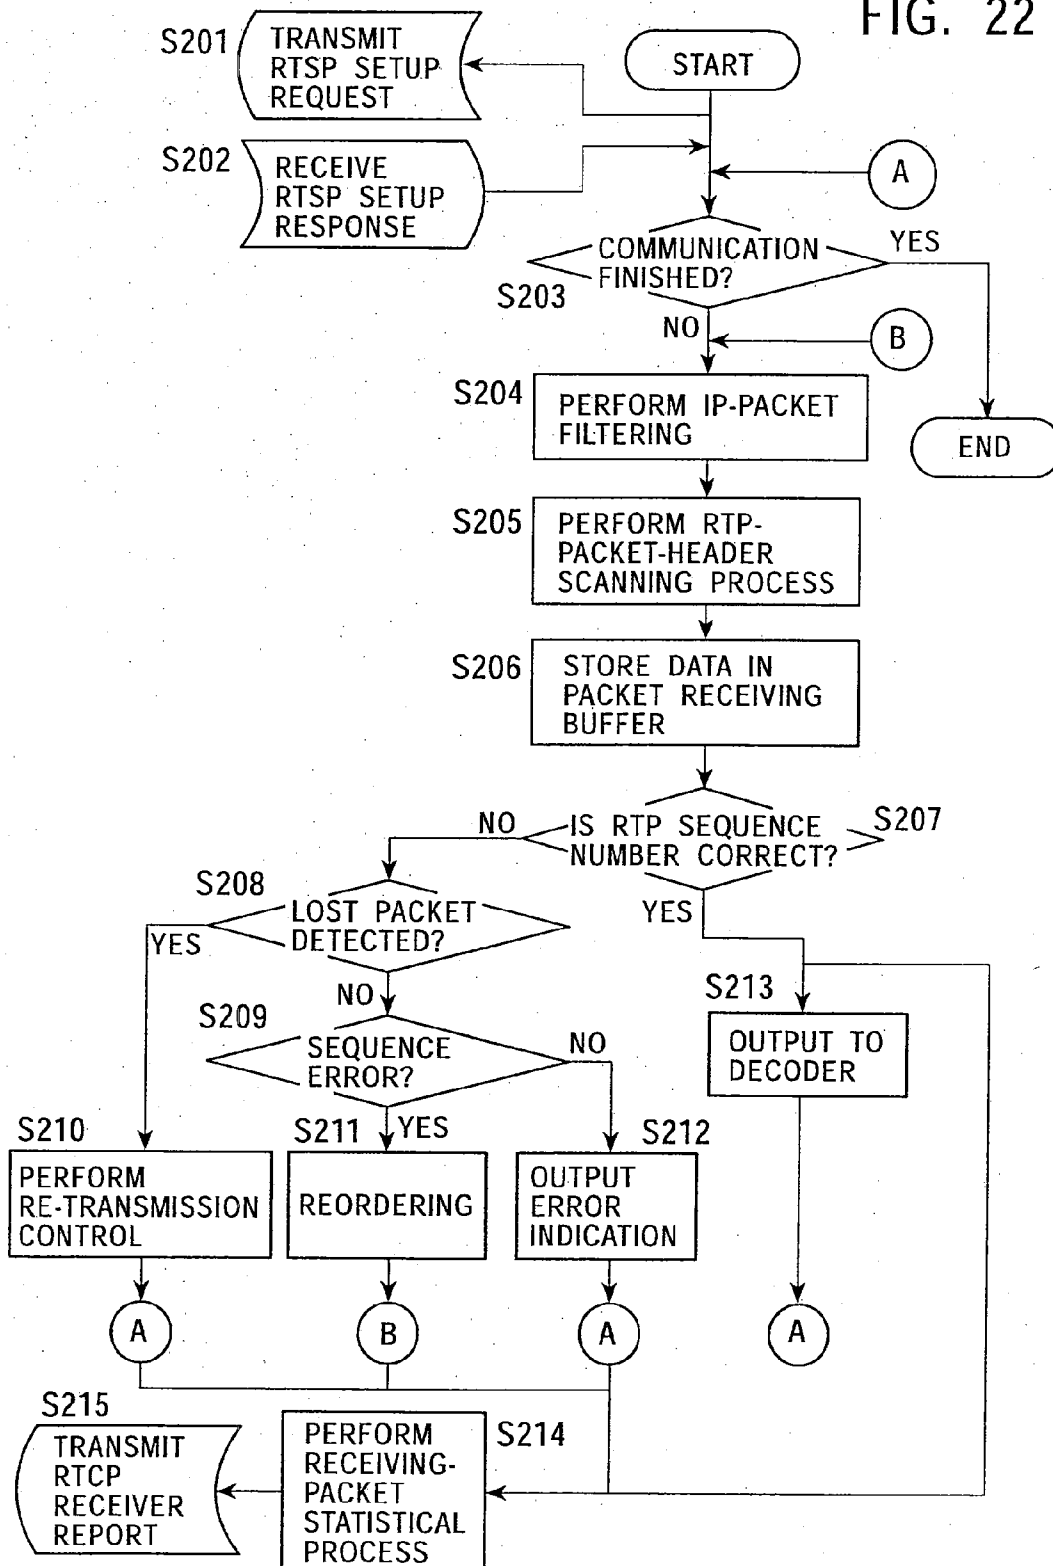 FIG. 22
S201
TRANSMIT
RTSP SETUP
REQUEST
START
S202
RECEIVE
RTSP SETUP
RESPONSE
A
COMMUNICATION
FINISHED?
YES
S203
NO
B
S204
PERFORM IP-PACKET
FILTERING
END
S205
PERFORM RTP-
PACKET-HEADER
SCANNING PROCESS
S206
STORE DATA IN
PACKET RECEIVING
BUFFER
NO
IS RTP SEQUENCE
NUMBER CORRECT?
S207
YES
S208
LOST PACKET
DETECTED?
YES
NO
S213
OUTPUT TO
DECODER
S209
SEQUENCE
ERROR?
NO
YES
S210
PERFORM
RE-TRANSMISSION
CONTROL
S211
REORDERING
S212
OUTPUT
ERROR
INDICATION
A
B
A
A
S215
TRANSMIT
RTCP
RECEIVER
REPORT
PERFORM
RECEIVING-
PACKET
STATISTICAL
PROCESS
S214